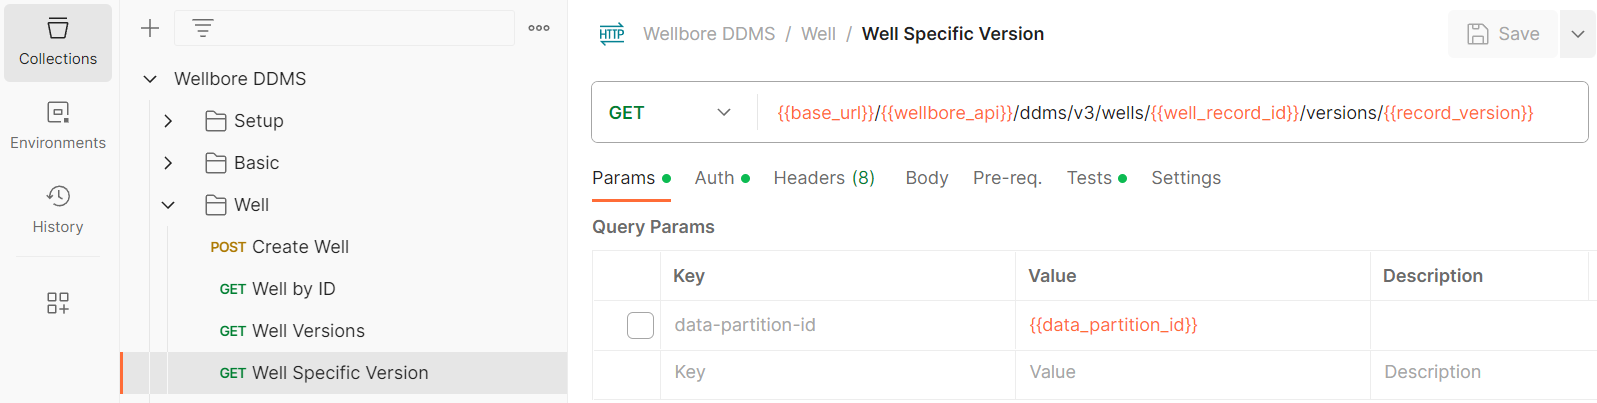 Collections
Environments
History
Wellbore DDMS
Setup
Basic
Well
POST Create Well
GET Well by ID
GET Well Versions
GET Well Specific Version
HTTP Wellbore DDMS / Well / Well Specific Version
Save
GET {{base_url}}/{{wellbore_api}}/ddms/v3/wells/{{well_record_id}}/versions/{{record_version}}
Params Auth Headers (8) Body Pre-req. Tests Settings
Query Params
Key Value Description
data-partition-id {{data_partition_id}}
Key Value Description